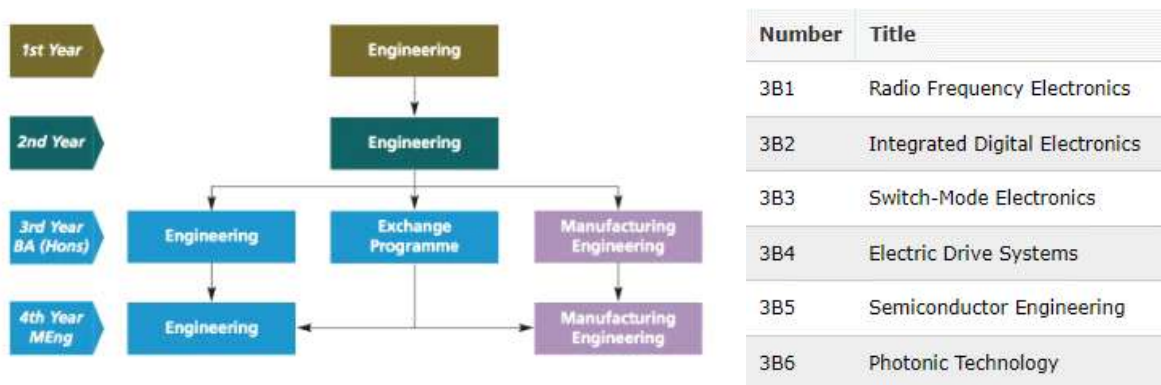 1st Year
Engineering
2nd Year
Engineering
3rd Year
BA (Hons)
Engineering
Exchange
Programme
Manufacturing
Engineering
4th Year
MEng
Engineering
Manufacturing
Engineering
Number Title
3B1 Radio Frequency Electronics
3B2 Integrated Digital Electronics
3B3 Switch-Mode Electronics
3B4 Electric Drive Systems
3B5 Semiconductor Engineering
3B6 Photonic Technology